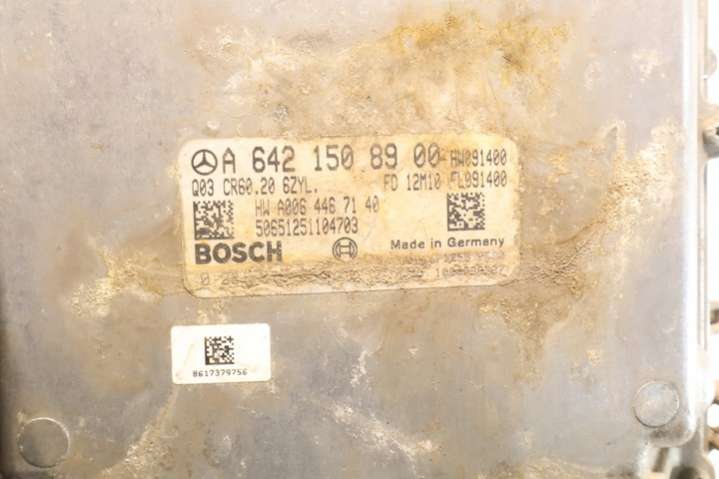 A 642 150 89 00 HW091400
Q03 CR60.20 6ZYL. FD 12M10 FL091400
HW A006 446 71 40
50651251104703
BOSCH Made in Germany
8617379756